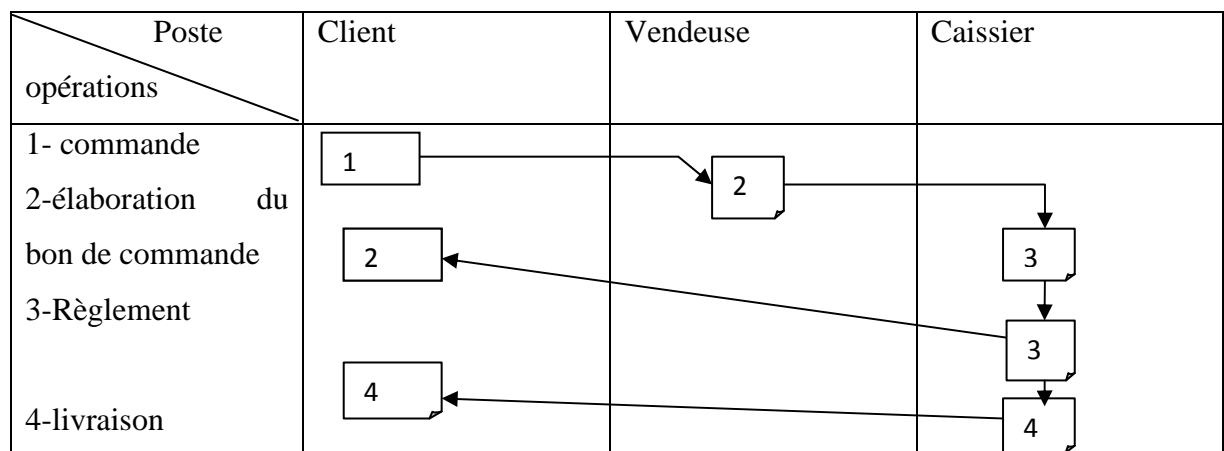 Poste Client Vendeuse Caissier
opérations
1- commande
1
2
2-élaboration du
bon de commande
2
3
3-Règlement
3
4
4-livraison
4